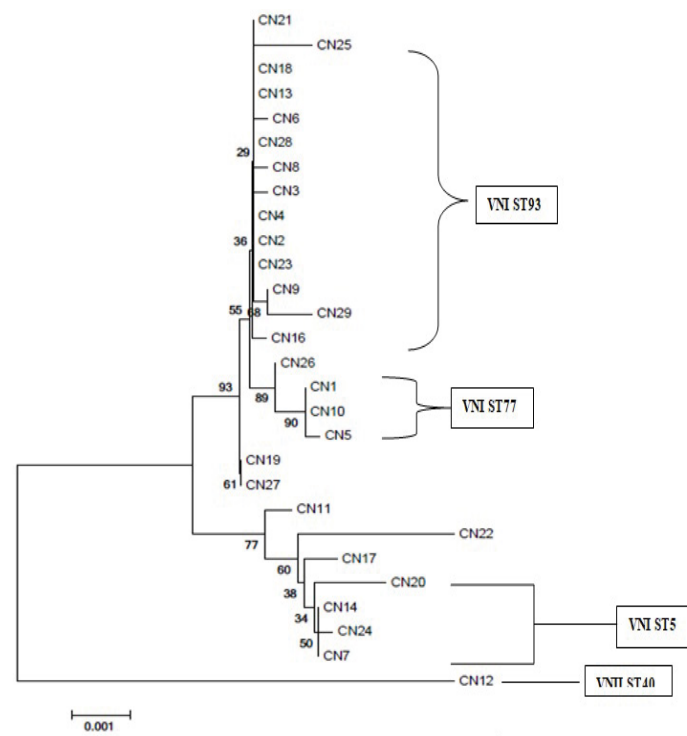 CN21
CN25
CN18
CN13
CN6
CN28
29
CN8
CN3
VNI ST93
CN4
36
CN2
CN23
CN9
55
68
CN29
CN16
CN26
93
CN1
89
VNI ST77
CN10
90
CN5
CN19
61
CN27
CN11
CN22
77
CN17
60
CN20
38
CN14
34
VNI ST5
CN24
50
CN7
CN12
VNII ST40
0.001